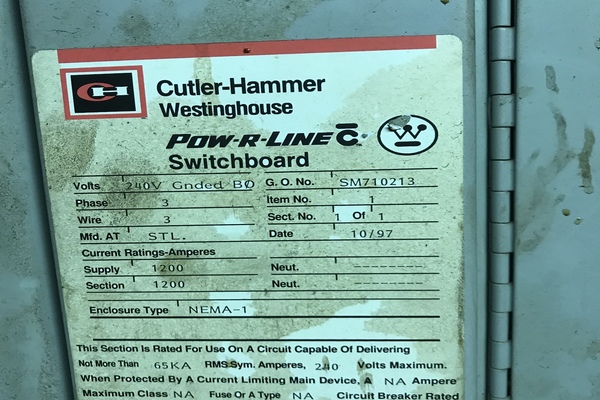 CH
Cutler-Hammer
Westinghouse
POW-R-LINE C
W
Switchboard
Volts 240V Gnded BØ G. O. No. SM710213
Phase 3 Item No. 1
Wire 3 Sect. No. 1 Of 1
Mfd. AT STL. Date 10/97
Current Ratings-Amperes
Supply 1200 Neut. --------
Section 1200 Neut. --------
Enclosure Type NEMA-1
This Section Is Rated For Use On A Circuit Capable Of Delivering
Not More Than 65KA RMS Sym. Amperes, 240 Volts Maximum.
When Protected By A Current Limiting Main Device, A NA Ampere
Maximum Class NA Fuse Or A Type NA Circuit Breaker Rated